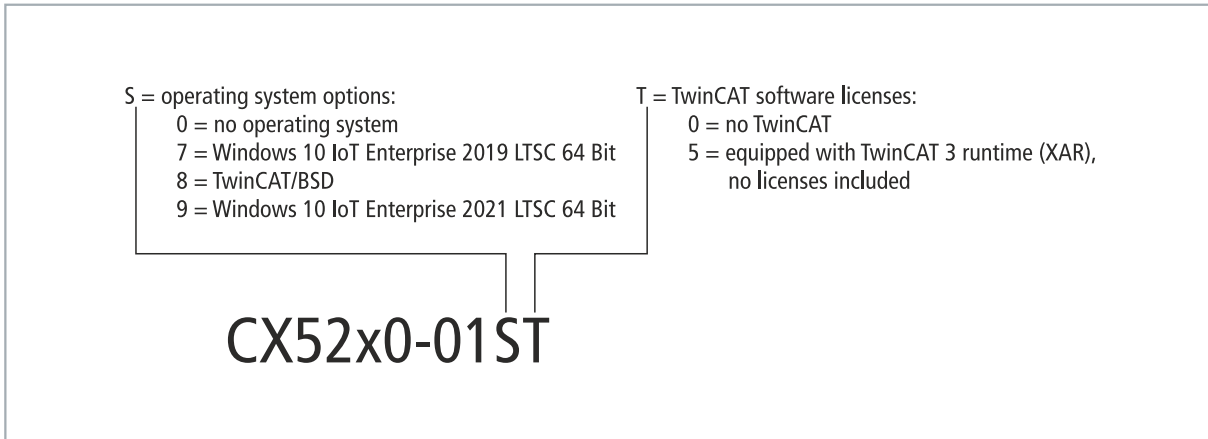 S = operating system options:
0 = no operating system
7 = Windows 10 IoT Enterprise 2019 LTSC 64 Bit
8 = TwinCAT/BSD
9 = Windows 10 IoT Enterprise 2021 LTSC 64 Bit
T = TwinCAT software licenses:
0 = no TwinCAT
5 = equipped with TwinCAT 3 runtime (XAR),
no licenses included
CX52x0-01ST